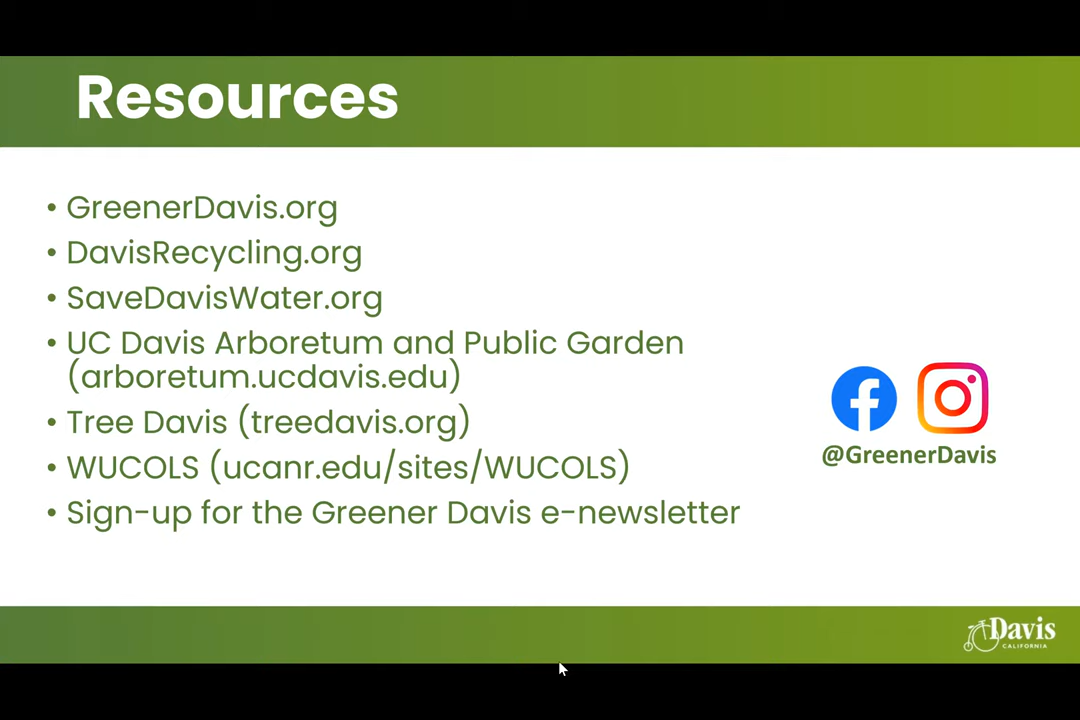 Resources
• GreenerDavis.org
• DavisRecycling.org
• SaveDavisWater.org
• UC Davis Arboretum and Public Garden
(arboretum.ucdavis.edu)
• Tree Davis (treedavis.org)
• WUCOLS (ucanr.edu/sites/WUCOLS)
• Sign-up for the Greener Davis e-newsletter
@GreenerDavis
Davis
CALIFORNIA